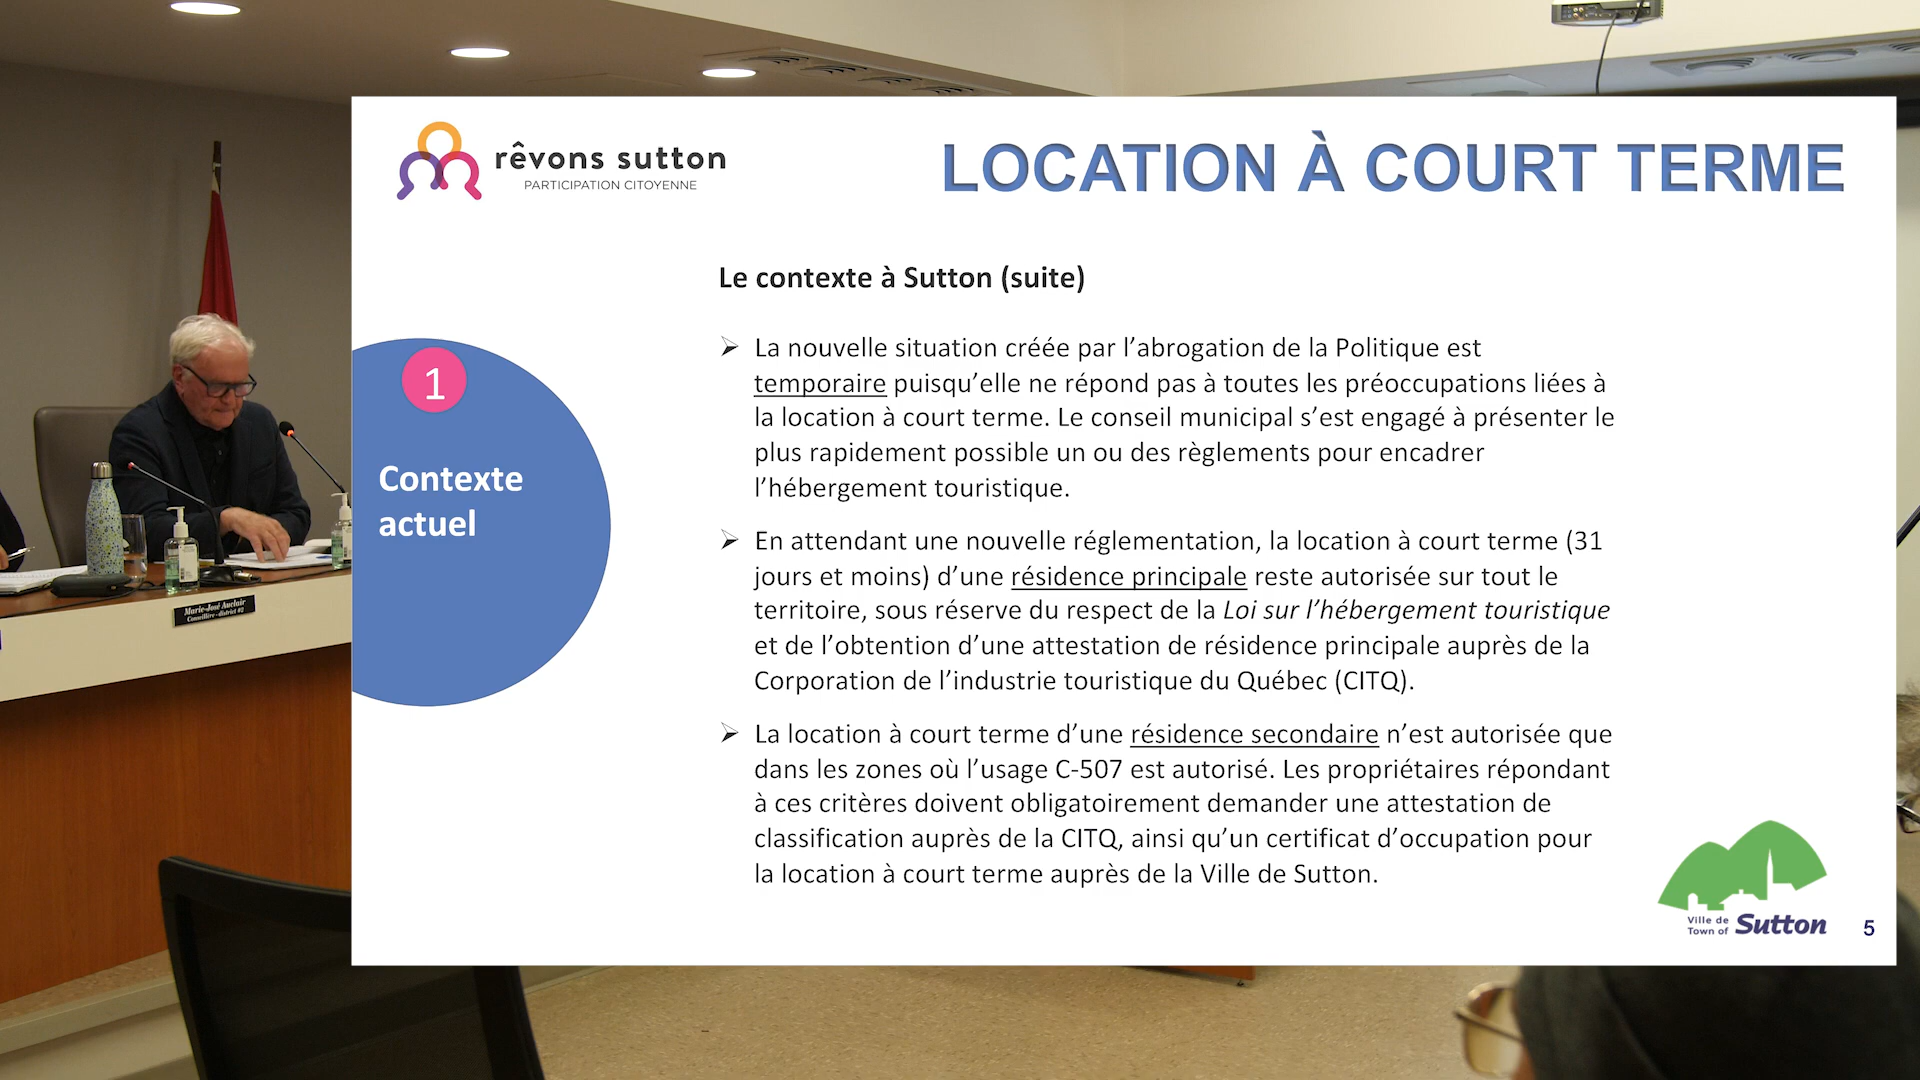 rêvons sutton
PARTICIPATION CITOYENNE
LOCATION À COURT TERME
Le contexte à Sutton (suite)
1
Contexte
actuel
➢ La nouvelle situation créée par l’abrogation de la Politique est
temporaire puisqu’elle ne répond pas à toutes les préoccupations liées à
la location à court terme. Le conseil municipal s’est engagé à présenter le
plus rapidement possible un ou des règlements pour encadrer
l’hébergement touristique.
➢ En attendant une nouvelle réglementation, la location à court terme (31
jours et moins) d’une résidence principale reste autorisée sur tout le
territoire, sous réserve du respect de la Loi sur l’hébergement touristique
et de l’obtention d’une attestation de résidence principale auprès de la
Corporation de l’industrie touristique du Québec (CITQ).
➢ La location à court terme d’une résidence secondaire n’est autorisée que
dans les zones où l’usage C-507 est autorisé. Les propriétaires répondant
à ces critères doivent obligatoirement demander une attestation de
classification auprès de la CITQ, ainsi qu’un certificat d’occupation pour
la location à court terme auprès de la Ville de Sutton.
Marie-José Auclair
Conseillère - district #2
Ville de
Town of Sutton
5